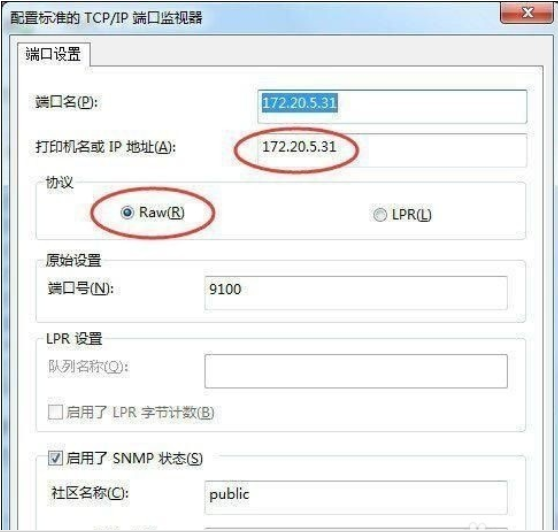 配置标准的 TCP/IP 端口监视器
端口设置
端口名(P):
172.20.5.31
打印机名或 IP 地址(A):
172.20.5.31
协议
Raw(R)
LPR(L)
原始设置
端口号(N):
9100
LPR 设置
队列名称(Q):
启用了 LPR 字节计数(B)
启用了 SNMP 状态(S)
社区名称(C):
public